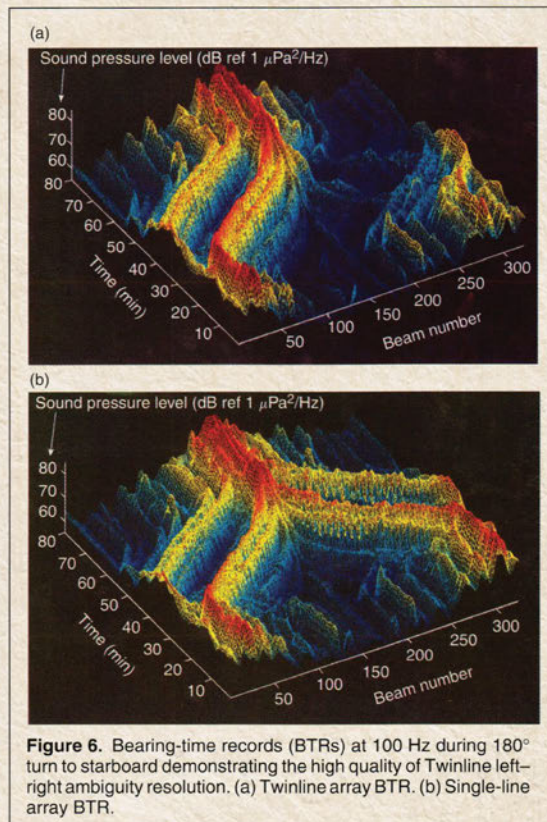 (a)
Sound pressure level (dB ref 1 μPa²/Hz)
80
70
60
80
70
60
50
40
30
20
10
Time (min)
50
100
150
200
250
300
Beam number
(b)
Sound pressure level (dB ref 1 μPa²/Hz)
80
70
60
80
70
60
50
40
30
20
10
Time (min)
50
100
150
200
250
300
Beam number
Figure 6. Bearing-time records (BTRs) at 100 Hz during 180°
turn to starboard demonstrating the high quality of Twinline left–
right ambiguity resolution. (a) Twinline array BTR. (b) Single-line
array BTR.